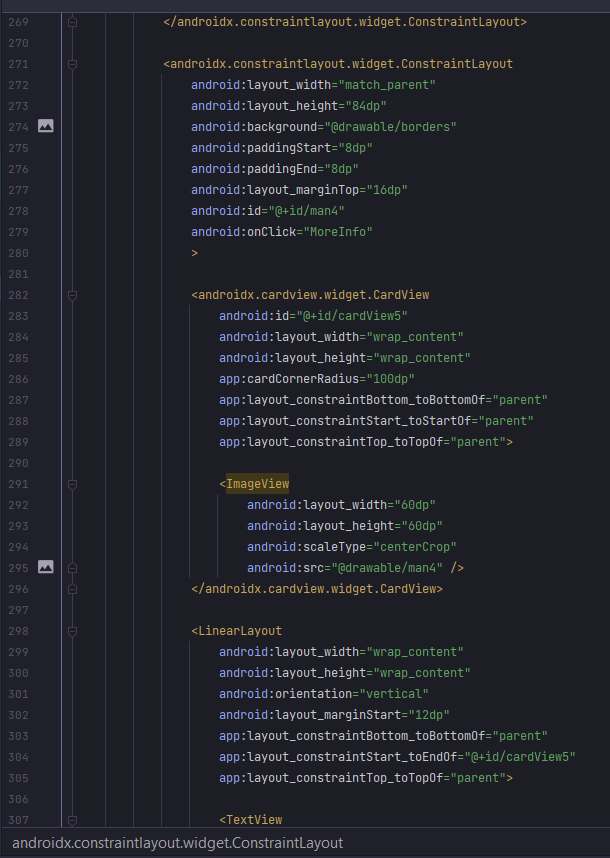 269 </androidx.constraintlayout.widget.ConstraintLayout>
270
271 <androidx.constraintlayout.widget.ConstraintLayout
272 android:layout_width="match_parent"
273 android:layout_height="84dp"
274 android:background="@drawable/borders"
275 android:paddingStart="8dp"
276 android:paddingEnd="8dp"
277 android:layout_marginTop="16dp"
278 android:id="@+id/man4"
279 android:onClick="MoreInfo"
280 >
281
282 <androidx.cardview.widget.CardView
283 android:id="@+id/cardView5"
284 android:layout_width="wrap_content"
285 android:layout_height="wrap_content"
286 app:cardCornerRadius="100dp"
287 app:layout_constraintBottom_toBottomOf="parent"
288 app:layout_constraintStart_toStartOf="parent"
289 app:layout_constraintTop_toTopOf="parent">
290
291 <ImageView
292 android:layout_width="60dp"
293 android:layout_height="60dp"
294 android:scaleType="centerCrop"
295 android:src="@drawable/man4" />
296 </androidx.cardview.widget.CardView>
297
298 <LinearLayout
299 android:layout_width="wrap_content"
300 android:layout_height="wrap_content"
301 android:orientation="vertical"
302 android:layout_marginStart="12dp"
303 app:layout_constraintBottom_toBottomOf="parent"
304 app:layout_constraintStart_toEndOf="@+id/cardView5"
305 app:layout_constraintTop_toTopOf="parent">
306
307 <TextView
androidx.constraintlayout.widget.ConstraintLayout